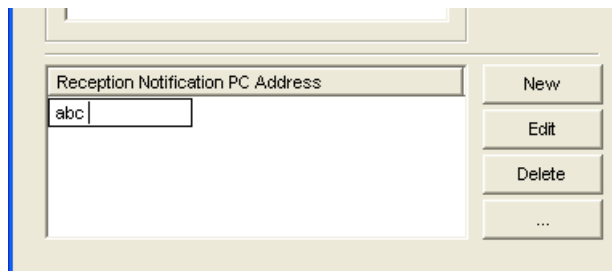 Reception Notification PC Address
New
abc
Edit
Delete
...